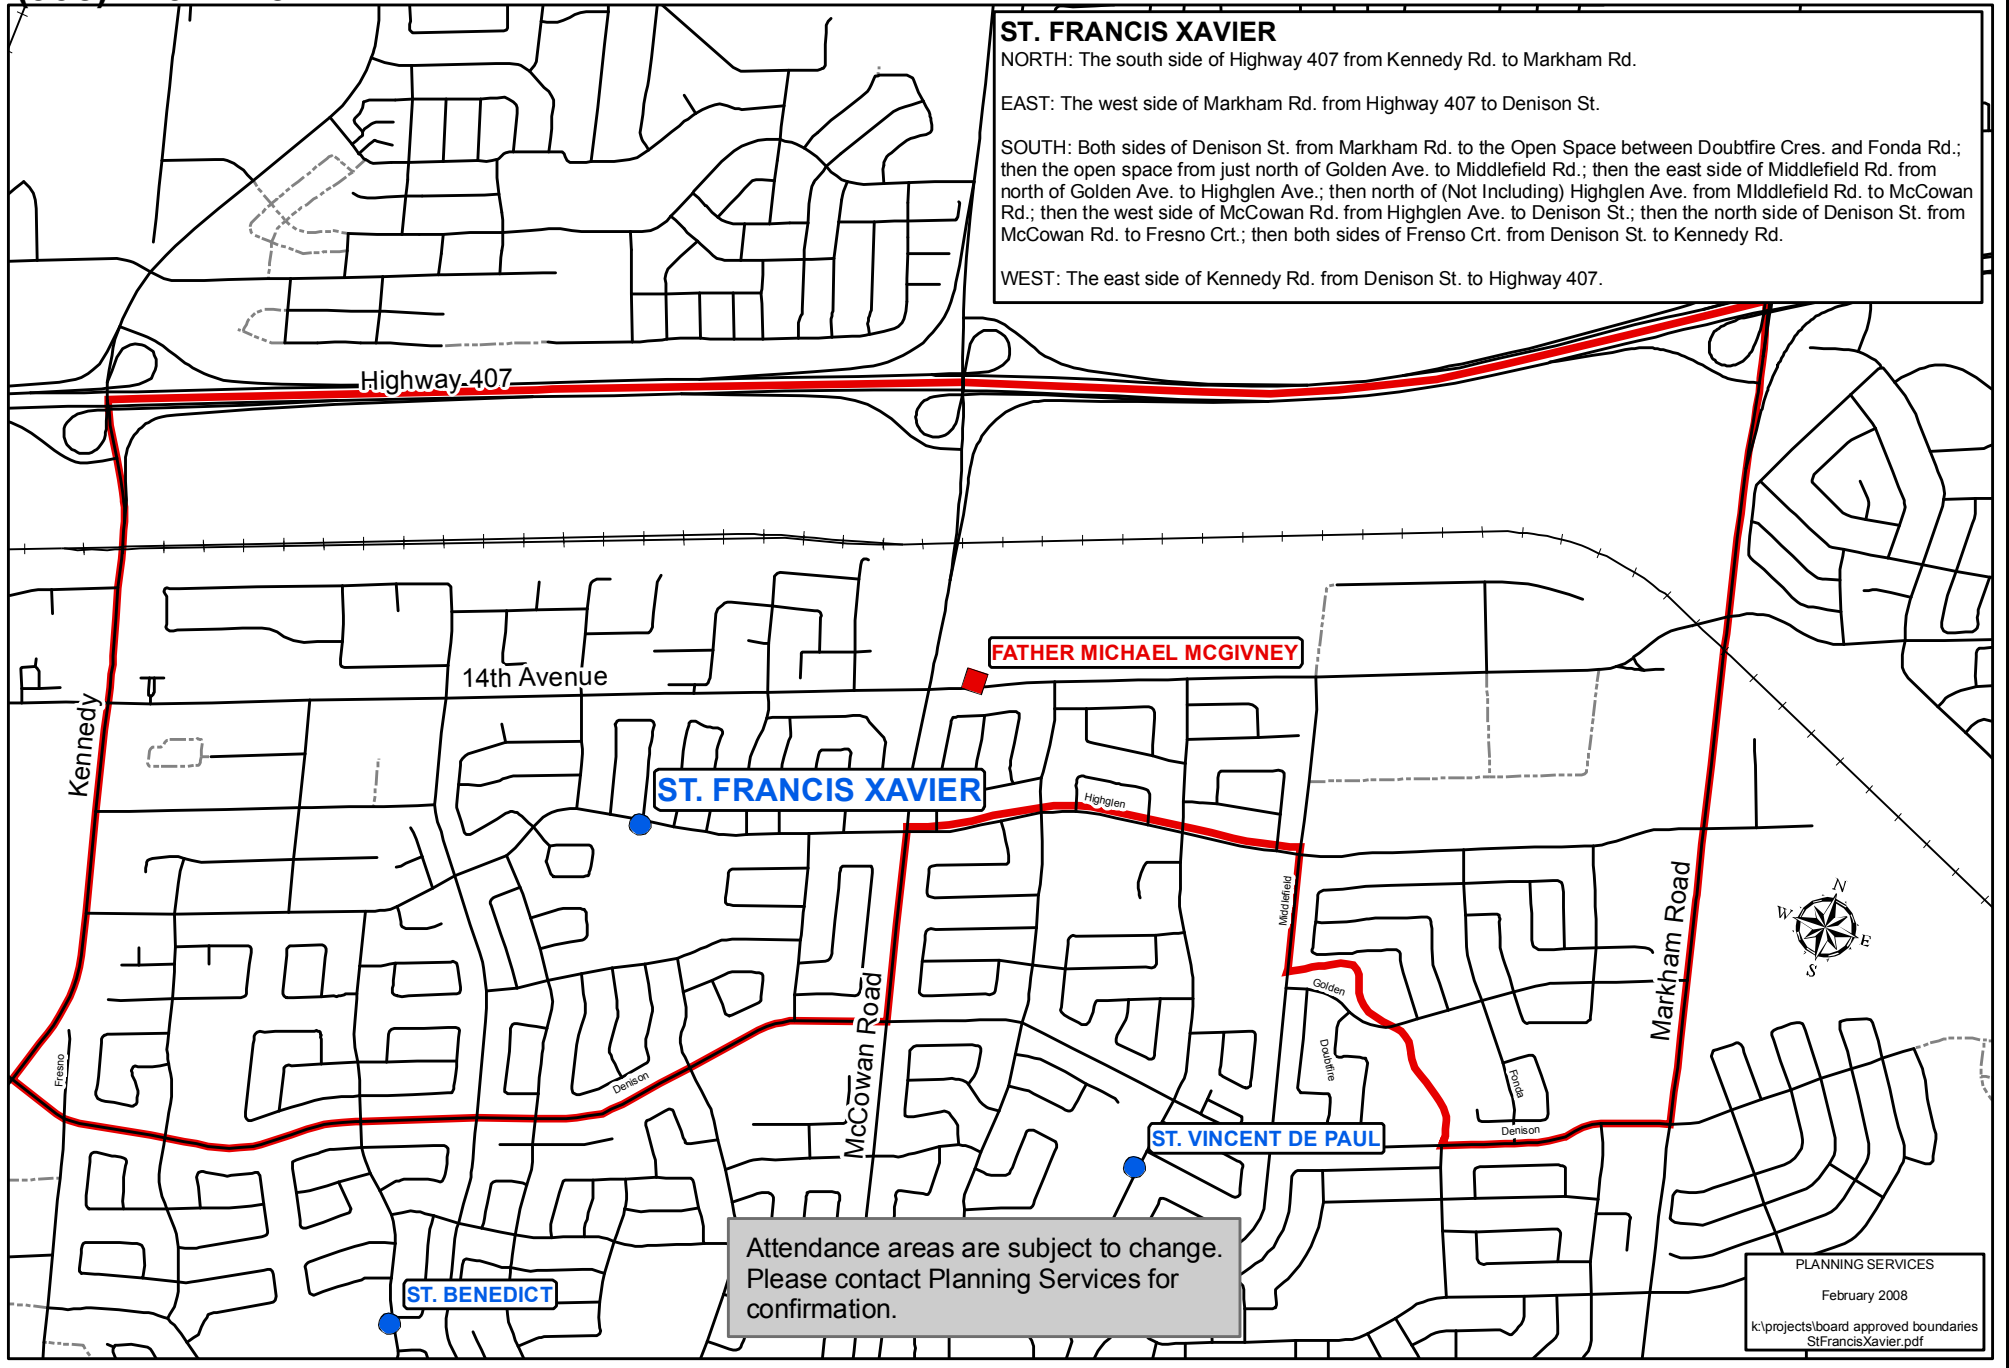 ST. FRANCIS XAVIER
NORTH: The south side of Highway 407 from Kennedy Rd. to Markham Rd.
EAST: The west side of Markham Rd. from Highway 407 to Denison St.
SOUTH: Both sides of Denison St. from Markham Rd. to the Open Space between Doubtfire Cres. and Fonda Rd.;
then the open space from just north of Golden Ave. to Middlefield Rd.; then the east side of Middlefield Rd. from
north of Golden Ave. to Highglen Ave.; then north of (Not Including) Highglen Ave. from MIddlefield Rd. to McCowan
Rd.; then the west side of McCowan Rd. from Highglen Ave. to Denison St.; then the north side of Denison St. from
McCowan Rd. to Fresno Crt.; then both sides of Frenso Crt. from Denison St. to Kennedy Rd.
WEST: The east side of Kennedy Rd. from Denison St. to Highway 407.
Highway 407
FATHER MICHAEL MCGIVNEY
14th Avenue
Kennedy
ST. FRANCIS XAVIER
Highglen
Middlefield
Markham Road
N
W
E
S
McCowan Road
Golden
Fresno
Denison
Doubtfire
Fonda
Denison
ST. VINCENT DE PAUL
Attendance areas are subject to change.
Please contact Planning Services for
confirmation.
ST. BENEDICT
PLANNING SERVICES
February 2008
k:\projects\board approved boundaries
StFrancisXavier.pdf